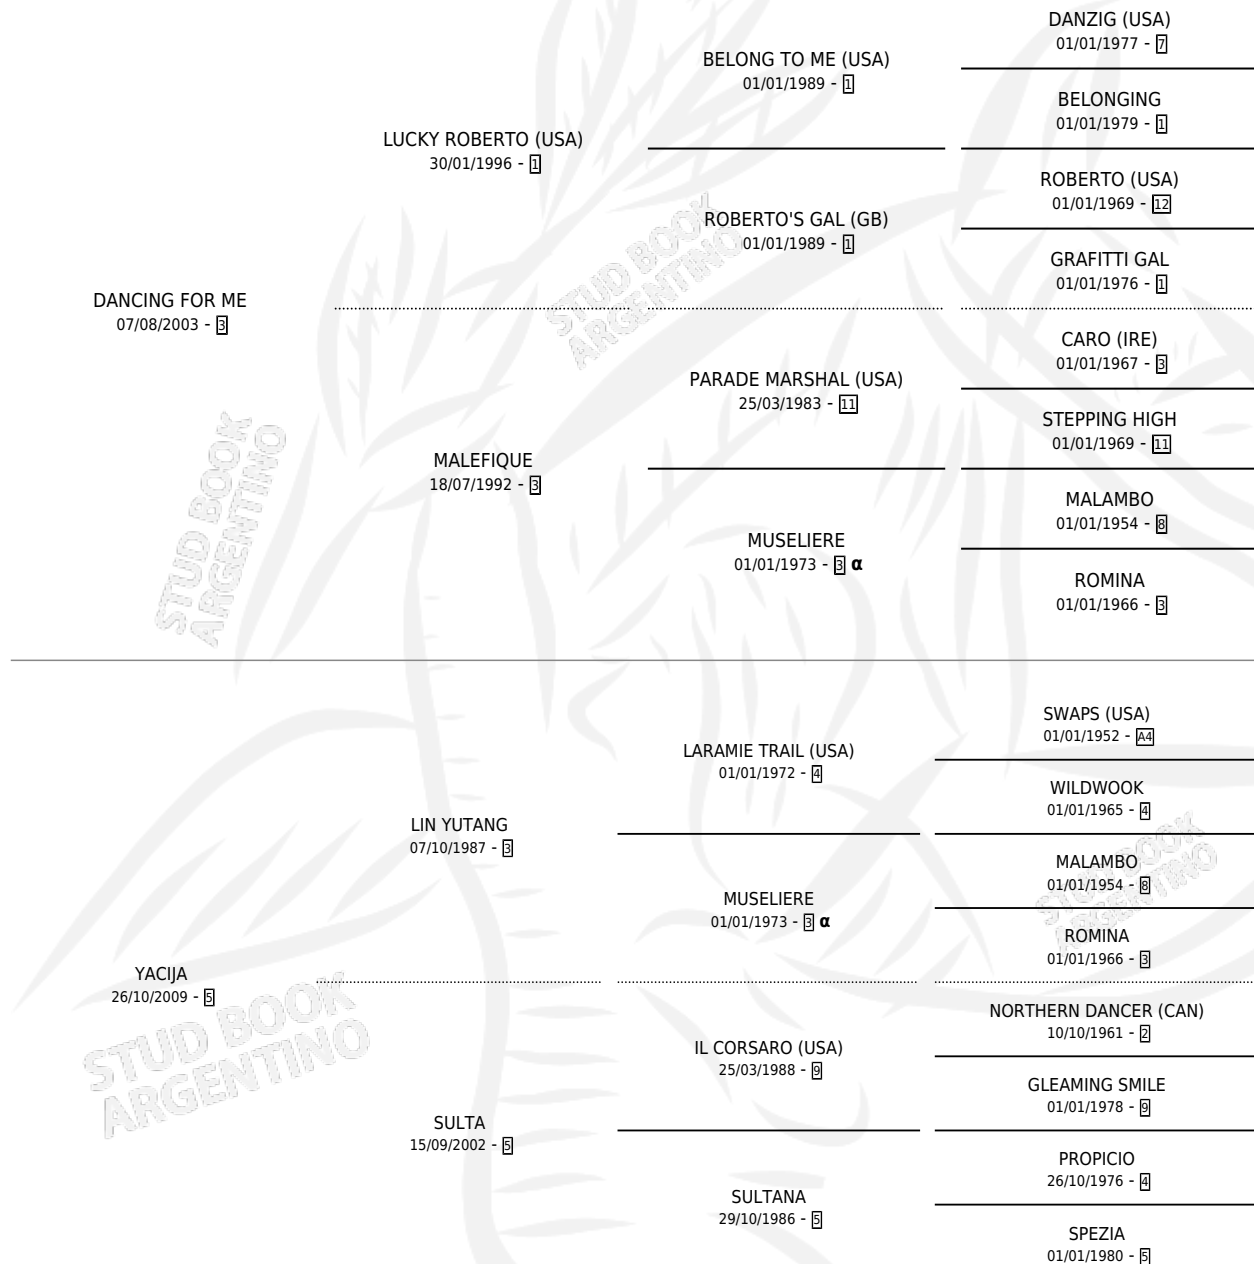 DANCING FOR ME
07/08/2003 - 3
LUCKY ROBERTO (USA)
30/01/1996 - 1
BELONG TO ME (USA)
01/01/1989 - 1
DANZIG (USA)
01/01/1977 - 7
BELONGING
01/01/1979 - 1
ROBERTO'S GAL (GB)
01/01/1989 - 1
ROBERTO (USA)
01/01/1969 - 12
GRAFITTI GAL
01/01/1976 - 1
MALEFIQUE
18/07/1992 - 3
PARADE MARSHAL (USA)
25/03/1983 - 11
CARO (IRE)
01/01/1967 - 3
STEPPING HIGH
01/01/1969 - 11
MUSELIERE
01/01/1973 - 3 α
MALAMBO
01/01/1954 - 8
ROMINA
01/01/1966 - 3
YACIJA
26/10/2009 - 5
LIN YUTANG
07/10/1987 - 3
LARAMIE TRAIL (USA)
01/01/1972 - 4
SWAPS (USA)
01/01/1952 - A4
WILDWOOK
01/01/1965 - 4
MUSELIERE
01/01/1973 - 3 α
MALAMBO
01/01/1954 - 8
ROMINA
01/01/1966 - 3
SULTA
15/09/2002 - 5
IL CORSARO (USA)
25/03/1988 - 9
NORTHERN DANCER (CAN)
10/10/1961 - 2
GLEAMING SMILE
01/01/1978 - 9
SULTANA
29/10/1986 - 5
PROPICIO
26/10/1976 - 4
SPEZIA
01/01/1980 - 5
STUD BOOK
ARGENTINO
STUD BOOK
ARGENTINO
STUD BOOK
ARGENTINO
STUD BOOK
ARGENTINO